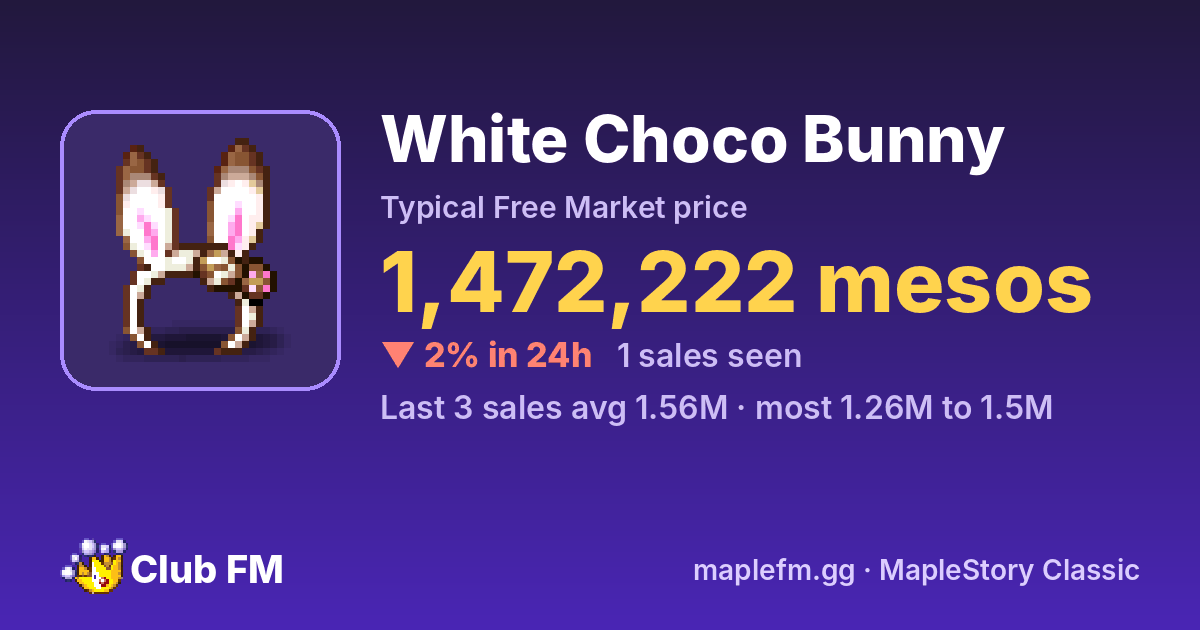 White Choco Bunny
Typical Free Market price
1,472,222 mesos
▼ 2% in 24h 1 sales seen
Last 3 sales avg 1.56M · most 1.26M to 1.5M
Club FM
maplefm.gg · MapleStory Classic